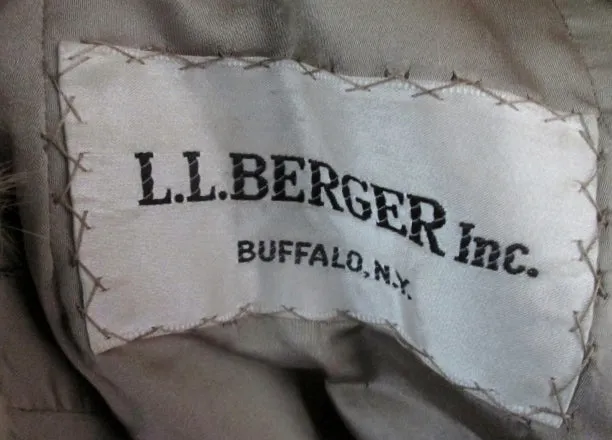 L.L.BERGER Inc.
BUFFALO, N.Y.